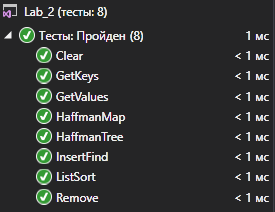 Lab_2 (тесты: 8)
Тесты: Пройден (8) 1 мс
Clear < 1 мс
GetKeys < 1 мс
GetValues < 1 мс
HaffmanMap < 1 мс
HaffmanTree < 1 мс
InsertFind < 1 мс
ListSort < 1 мс
Remove < 1 мс